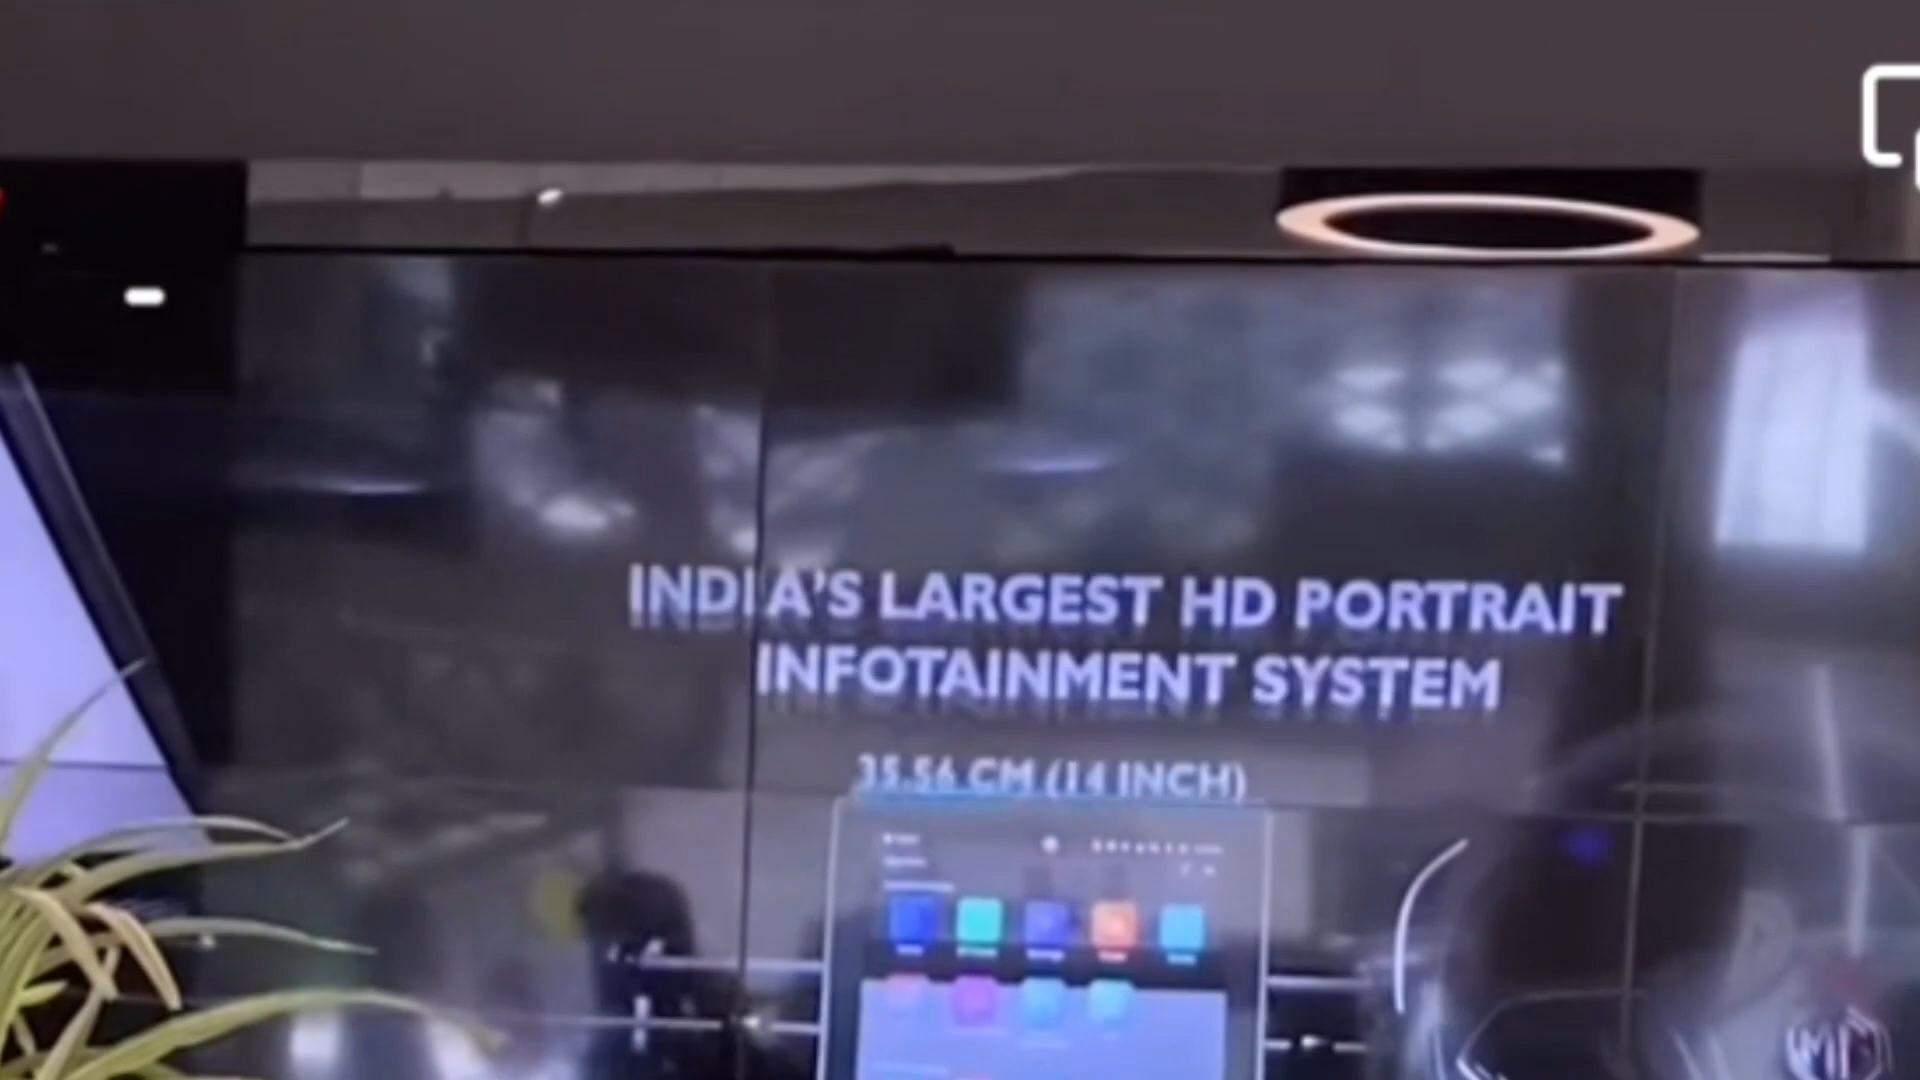 INDIA'S LARGEST HD PORTRAIT
INFOTAINMENT SYSTEM
35.56 CM (14 INCH)